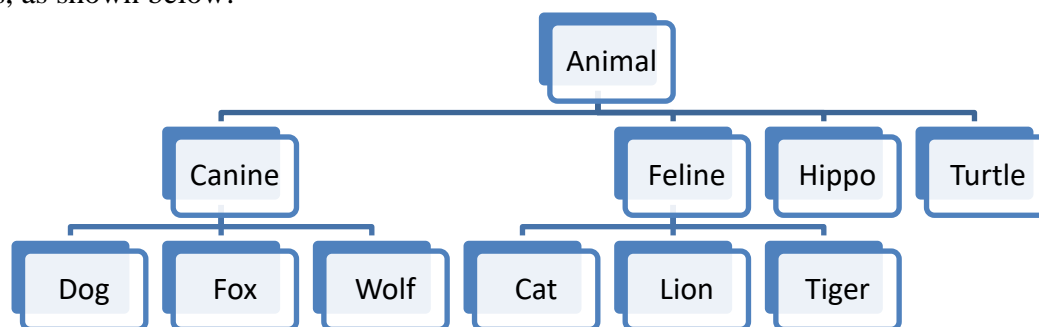 , as shown below:
Animal
Canine Feline Hippo Turtle
Dog Fox Wolf Cat Lion Tiger